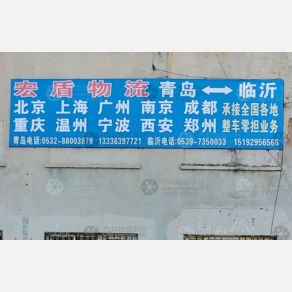 宏盾物流 青岛 ↔ 临沂
北京 上海 广州 南京 成都 承接全国各地
重庆 温州 宁波 西安 郑州 整车零担业务
青岛电话:0532-88003878 13336397721 临沂电话:0539-7350033 15192956566